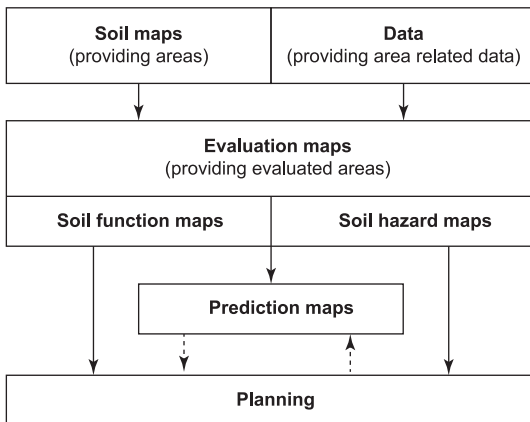 Soil maps
(providing areas)
Data
(providing area related data)
Evaluation maps
(providing evaluated areas)
Soil function maps
Soil hazard maps
Prediction maps
Planning